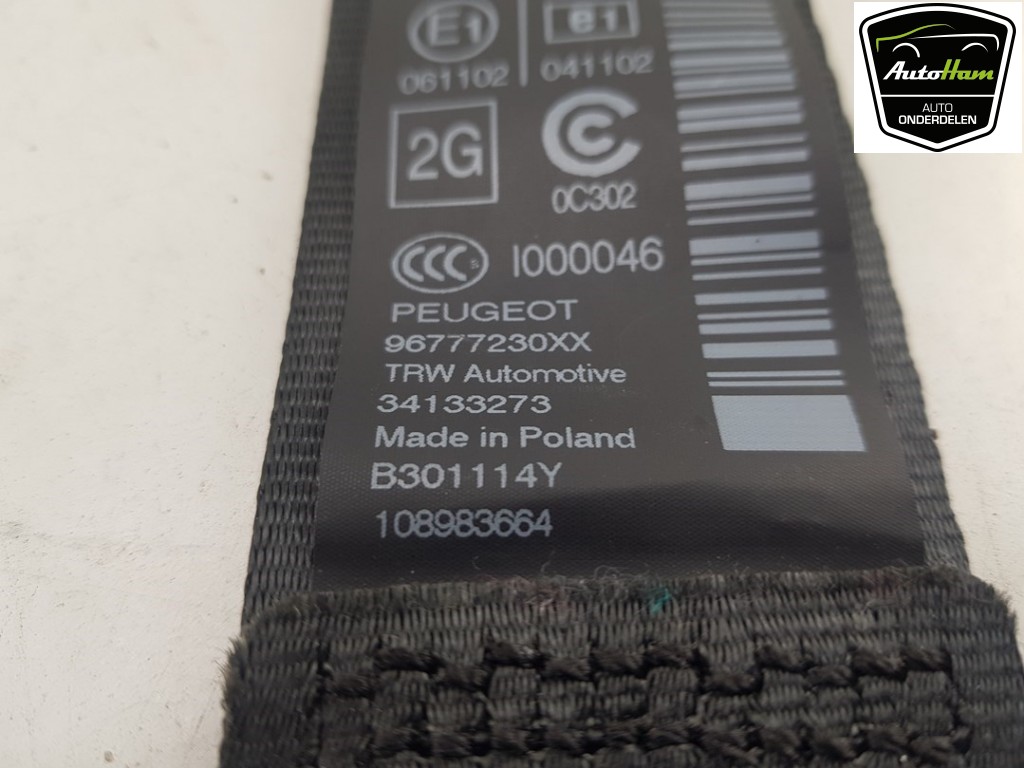 E1 e1
061102 041102
2G C
0C302
CCC S I000046
PEUGEOT
96777230XX
TRW Automotive
34133273
Made in Poland
B301114Y
108983664
AutoHam
AUTO
ONDERDELEN